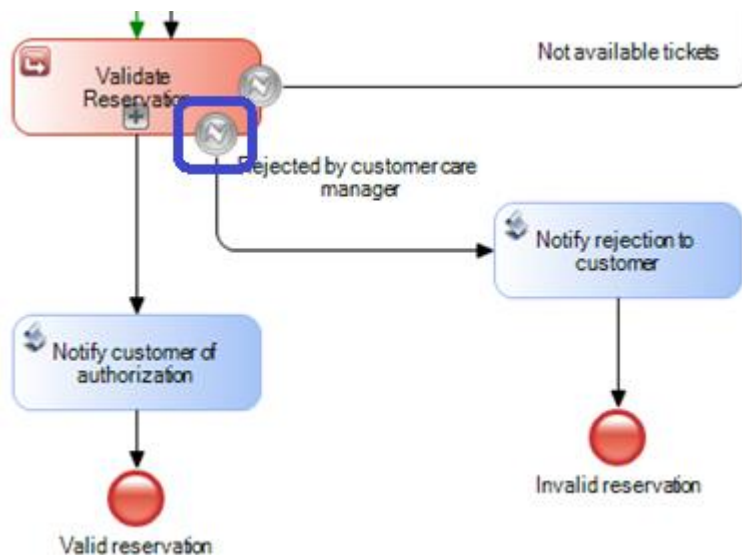 Not available tickets
Validate
Reservation
Rejected by customer care
manager
Notify rejection to
customer
Notify customer of
authorization
Invalid reservation
Valid reservation